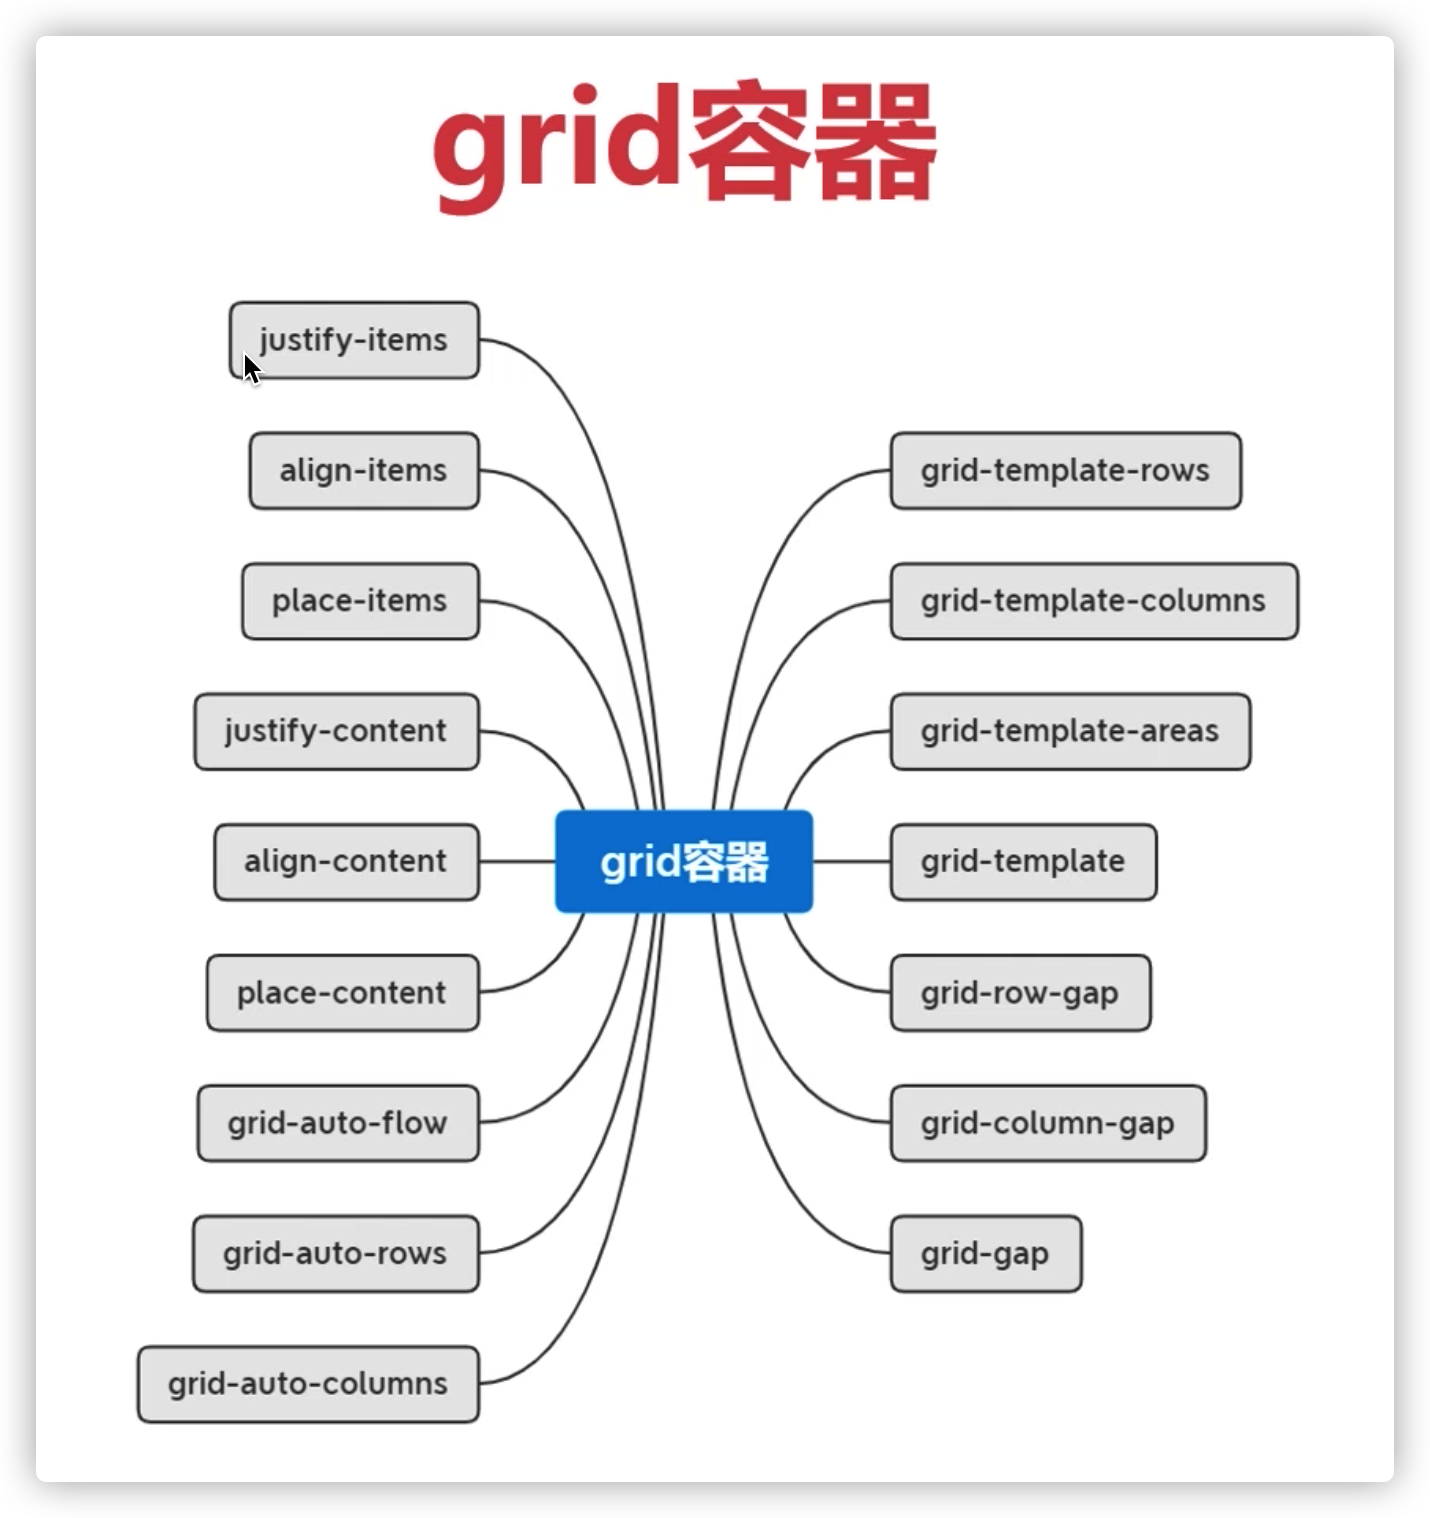 grid容器
justify-items
align-items
place-items
justify-content
align-content
place-content
grid-auto-flow
grid-auto-rows
grid-auto-columns
grid容器
grid-template-rows
grid-template-columns
grid-template-areas
grid-template
grid-row-gap
grid-column-gap
grid-gap